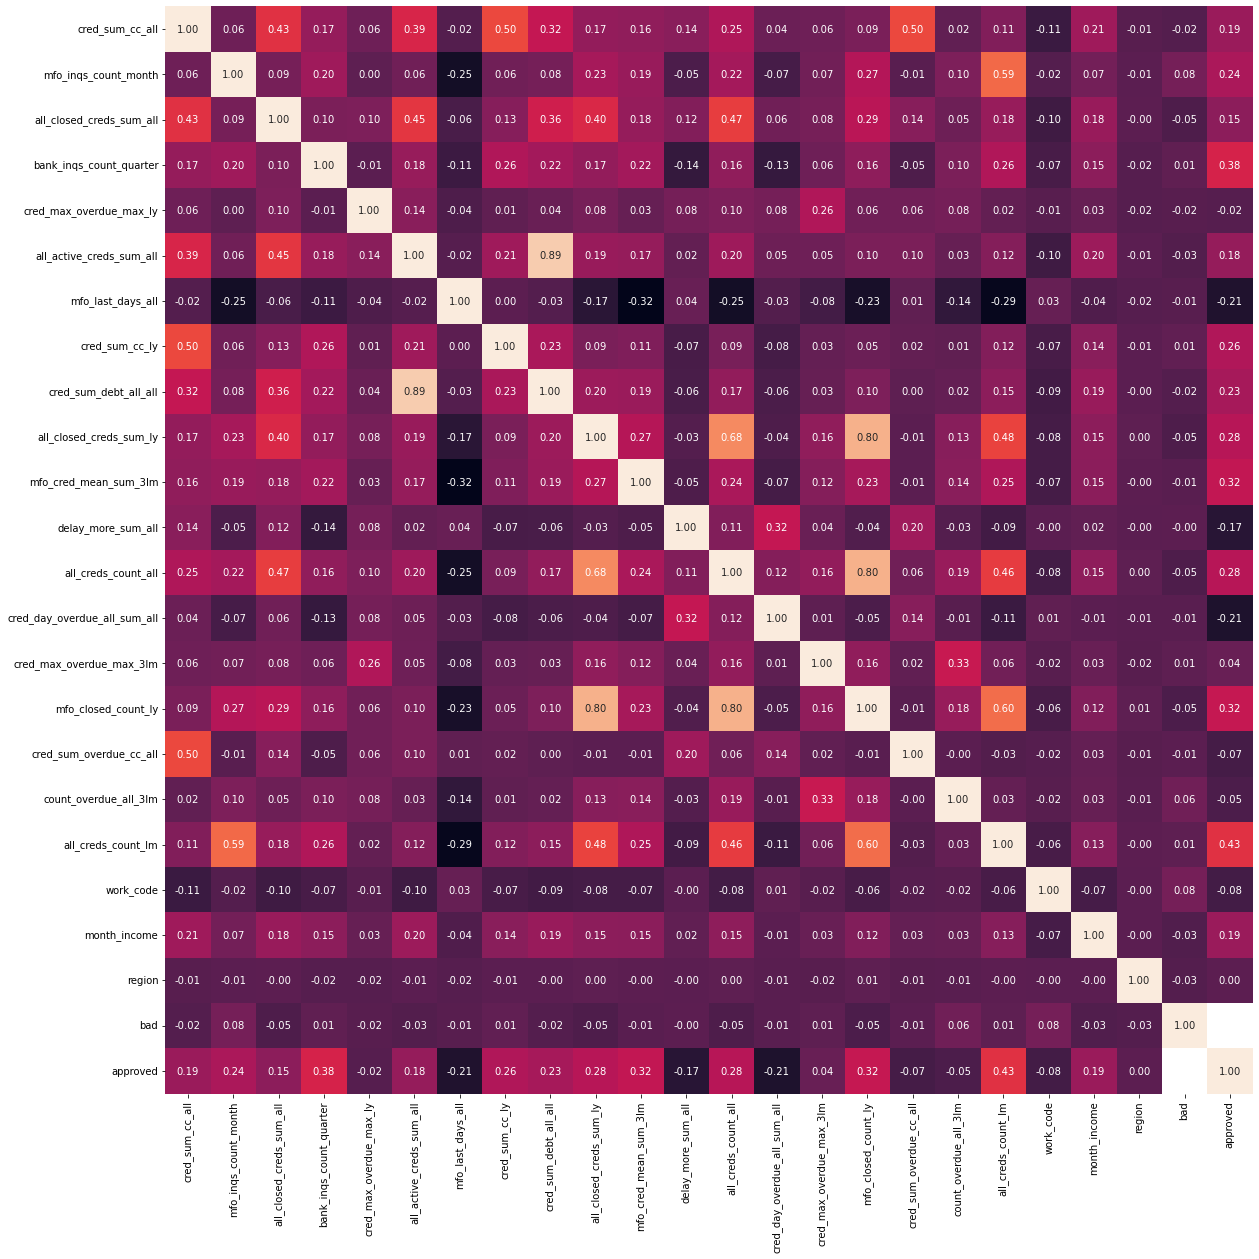 cred_sum_cc_all 1.00 0.06 0.43 0.17 0.06 0.39 -0.02 0.50 0.32 0.17 0.16 0.14 0.25 0.04 0.06 0.09 0.50 0.02 0.11 -0.11 0.21 -0.01 -0.02 0.19
mfo_inqs_count_month 0.06 1.00 0.09 0.20 0.00 0.06 -0.25 0.06 0.08 0.23 0.19 -0.05 0.22 -0.07 0.07 0.27 -0.01 0.10 0.59 -0.02 0.07 -0.01 0.08 0.24
all_closed_creds_sum_all 0.43 0.09 1.00 0.10 0.10 0.45 -0.06 0.13 0.36 0.40 0.18 0.12 0.47 0.06 0.08 0.29 0.14 0.05 0.18 -0.10 0.18 -0.00 -0.05 0.15
bank_inqs_count_quarter 0.17 0.20 0.10 1.00 -0.01 0.18 -0.11 0.26 0.22 0.17 0.22 -0.14 0.16 -0.13 0.06 0.16 -0.05 0.10 0.26 -0.07 0.15 -0.02 0.01 0.38
cred_max_overdue_max_ly 0.06 0.00 0.10 -0.01 1.00 0.14 -0.04 0.01 0.04 0.08 0.03 0.08 0.10 0.08 0.26 0.06 0.06 0.08 0.02 -0.01 0.03 -0.02 -0.02 -0.02
all_active_creds_sum_all 0.39 0.06 0.45 0.18 0.14 1.00 -0.02 0.21 0.89 0.19 0.17 0.02 0.20 0.05 0.05 0.10 0.10 0.03 0.12 -0.10 0.20 -0.01 -0.03 0.18
mfo_last_days_all -0.02 -0.25 -0.06 -0.11 -0.04 -0.02 1.00 0.00 -0.03 -0.17 -0.32 0.04 -0.25 -0.03 -0.08 -0.23 0.01 -0.14 -0.29 0.03 -0.04 -0.02 -0.01 -0.21
cred_sum_cc_ly 0.50 0.06 0.13 0.26 0.01 0.21 0.00 1.00 0.23 0.09 0.11 -0.07 0.09 -0.08 0.03 0.05 0.02 0.01 0.12 -0.07 0.14 -0.01 0.01 0.26
cred_sum_debt_all_all 0.32 0.08 0.36 0.22 0.04 0.89 -0.03 0.23 1.00 0.20 0.19 -0.06 0.17 -0.06 0.03 0.10 0.00 0.02 0.15 -0.09 0.19 -0.01 -0.02 0.23
all_closed_creds_sum_ly 0.17 0.23 0.40 0.17 0.08 0.19 -0.17 0.09 0.20 1.00 0.27 -0.03 0.68 -0.04 0.16 0.80 -0.01 0.13 0.48 -0.08 0.15 0.00 -0.05 0.28
mfo_cred_mean_sum_3lm 0.16 0.19 0.18 0.22 0.03 0.17 -0.32 0.11 0.19 0.27 1.00 -0.05 0.24 -0.07 0.12 0.23 -0.01 0.14 0.25 -0.07 0.15 -0.00 -0.01 0.32
delay_more_sum_all 0.14 -0.05 0.12 -0.14 0.08 0.02 0.04 -0.07 -0.06 -0.03 -0.05 1.00 0.11 0.32 0.04 -0.04 0.20 -0.03 -0.09 -0.00 0.02 -0.00 -0.00 -0.17
all_creds_count_all 0.25 0.22 0.47 0.16 0.10 0.20 -0.25 0.09 0.17 0.68 0.24 0.11 1.00 0.12 0.16 0.80 0.06 0.19 0.46 -0.08 0.15 0.00 -0.05 0.28
cred_day_overdue_all_sum_all 0.04 -0.07 0.06 -0.13 0.08 0.05 -0.03 -0.08 -0.06 -0.04 -0.07 0.32 0.12 1.00 0.01 -0.05 0.14 -0.01 -0.11 0.01 -0.01 -0.01 -0.01 -0.21
cred_max_overdue_max_3lm 0.06 0.07 0.08 0.06 0.26 0.05 -0.08 0.03 0.03 0.16 0.12 0.04 0.16 0.01 1.00 0.16 0.02 0.33 0.06 -0.02 0.03 -0.02 0.01 0.04
mfo_closed_count_ly 0.09 0.27 0.29 0.16 0.06 0.10 -0.23 0.05 0.10 0.80 0.23 -0.04 0.80 -0.05 0.16 1.00 -0.01 0.18 0.60 -0.06 0.12 0.01 -0.05 0.32
cred_sum_overdue_cc_all 0.50 -0.01 0.14 -0.05 0.06 0.10 0.01 0.02 0.00 -0.01 -0.01 0.20 0.06 0.14 0.02 -0.01 1.00 -0.00 -0.03 -0.02 0.03 -0.01 -0.01 -0.07
count_overdue_all_3lm 0.02 0.10 0.05 0.10 0.08 0.03 -0.14 0.01 0.02 0.13 0.14 -0.03 0.19 -0.01 0.33 0.18 -0.00 1.00 0.03 -0.02 0.03 -0.01 0.06 -0.05
all_creds_count_lm 0.11 0.59 0.18 0.26 0.02 0.12 -0.29 0.12 0.15 0.48 0.25 -0.09 0.46 -0.11 0.06 0.60 -0.03 0.03 1.00 -0.06 0.13 -0.00 0.01 0.43
work_code -0.11 -0.02 -0.10 -0.07 -0.01 -0.10 0.03 -0.07 -0.09 -0.08 -0.07 -0.00 -0.08 0.01 -0.02 -0.06 -0.02 -0.02 -0.06 1.00 -0.07 -0.00 0.08 -0.08
month_income 0.21 0.07 0.18 0.15 0.03 0.20 -0.04 0.14 0.19 0.15 0.15 0.02 0.15 -0.01 0.03 0.12 0.03 0.03 0.13 -0.07 1.00 -0.00 -0.03 0.19
region -0.01 -0.01 -0.00 -0.02 -0.02 -0.01 -0.02 -0.01 -0.01 0.00 -0.00 -0.00 0.00 -0.01 -0.02 0.01 -0.01 -0.01 -0.00 -0.00 -0.00 1.00 -0.03 0.00
bad -0.02 0.08 -0.05 0.01 -0.02 -0.03 -0.01 0.01 -0.02 -0.05 -0.01 -0.00 -0.05 -0.01 0.01 -0.05 -0.01 0.06 0.01 0.08 -0.03 -0.03 1.00
approved 0.19 0.24 0.15 0.38 -0.02 0.18 -0.21 0.26 0.23 0.28 0.32 -0.17 0.28 -0.21 0.04 0.32 -0.07 -0.05 0.43 -0.08 0.19 0.00 1.00
cred_sum_cc_all
mfo_inqs_count_month
all_closed_creds_sum_all
bank_inqs_count_quarter
cred_max_overdue_max_ly
all_active_creds_sum_all
mfo_last_days_all
cred_sum_cc_ly
cred_sum_debt_all_all
all_closed_creds_sum_ly
mfo_cred_mean_sum_3lm
delay_more_sum_all
all_creds_count_all
cred_day_overdue_all_sum_all
cred_max_overdue_max_3lm
mfo_closed_count_ly
cred_sum_overdue_cc_all
count_overdue_all_3lm
all_creds_count_lm
work_code
month_income
region
bad
approved